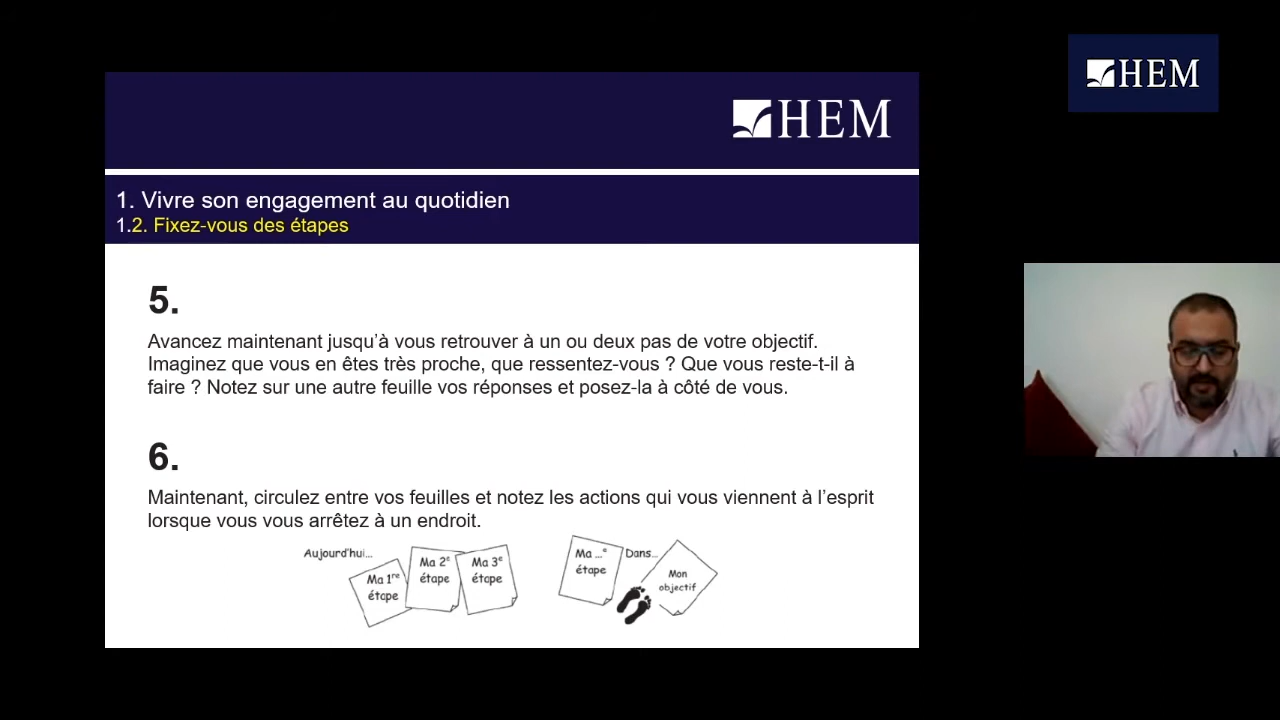 HEM
HEM
1. Vivre son engagement au quotidien
1.2. Fixez-vous des étapes
5.
Avancez maintenant jusqu'à vous retrouver à un ou deux pas de votre objectif.
Imaginez que vous en êtes très proche, que ressentez-vous ? Que vous reste-t-il à
faire ? Notez sur une autre feuille vos réponses et posez-la à côté de vous.
6.
Maintenant, circulez entre vos feuilles et notez les actions qui vous viennent à l'esprit
lorsque vous vous arrêtez à un endroit.
Aujourd'hui...
Ma 1re
étape
Ma 2e
étape
Ma 3e
étape
Ma ...e
étape
Dans...
Mon
objectif